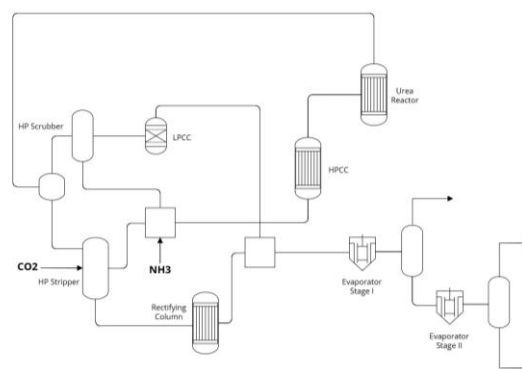 Urea
Reactor
HP Scrubber
LPCC
HPCC
CO2
HP Stripper
NH3
Rectifying
Column
Evaporator
Stage I
Evaporator
Stage II